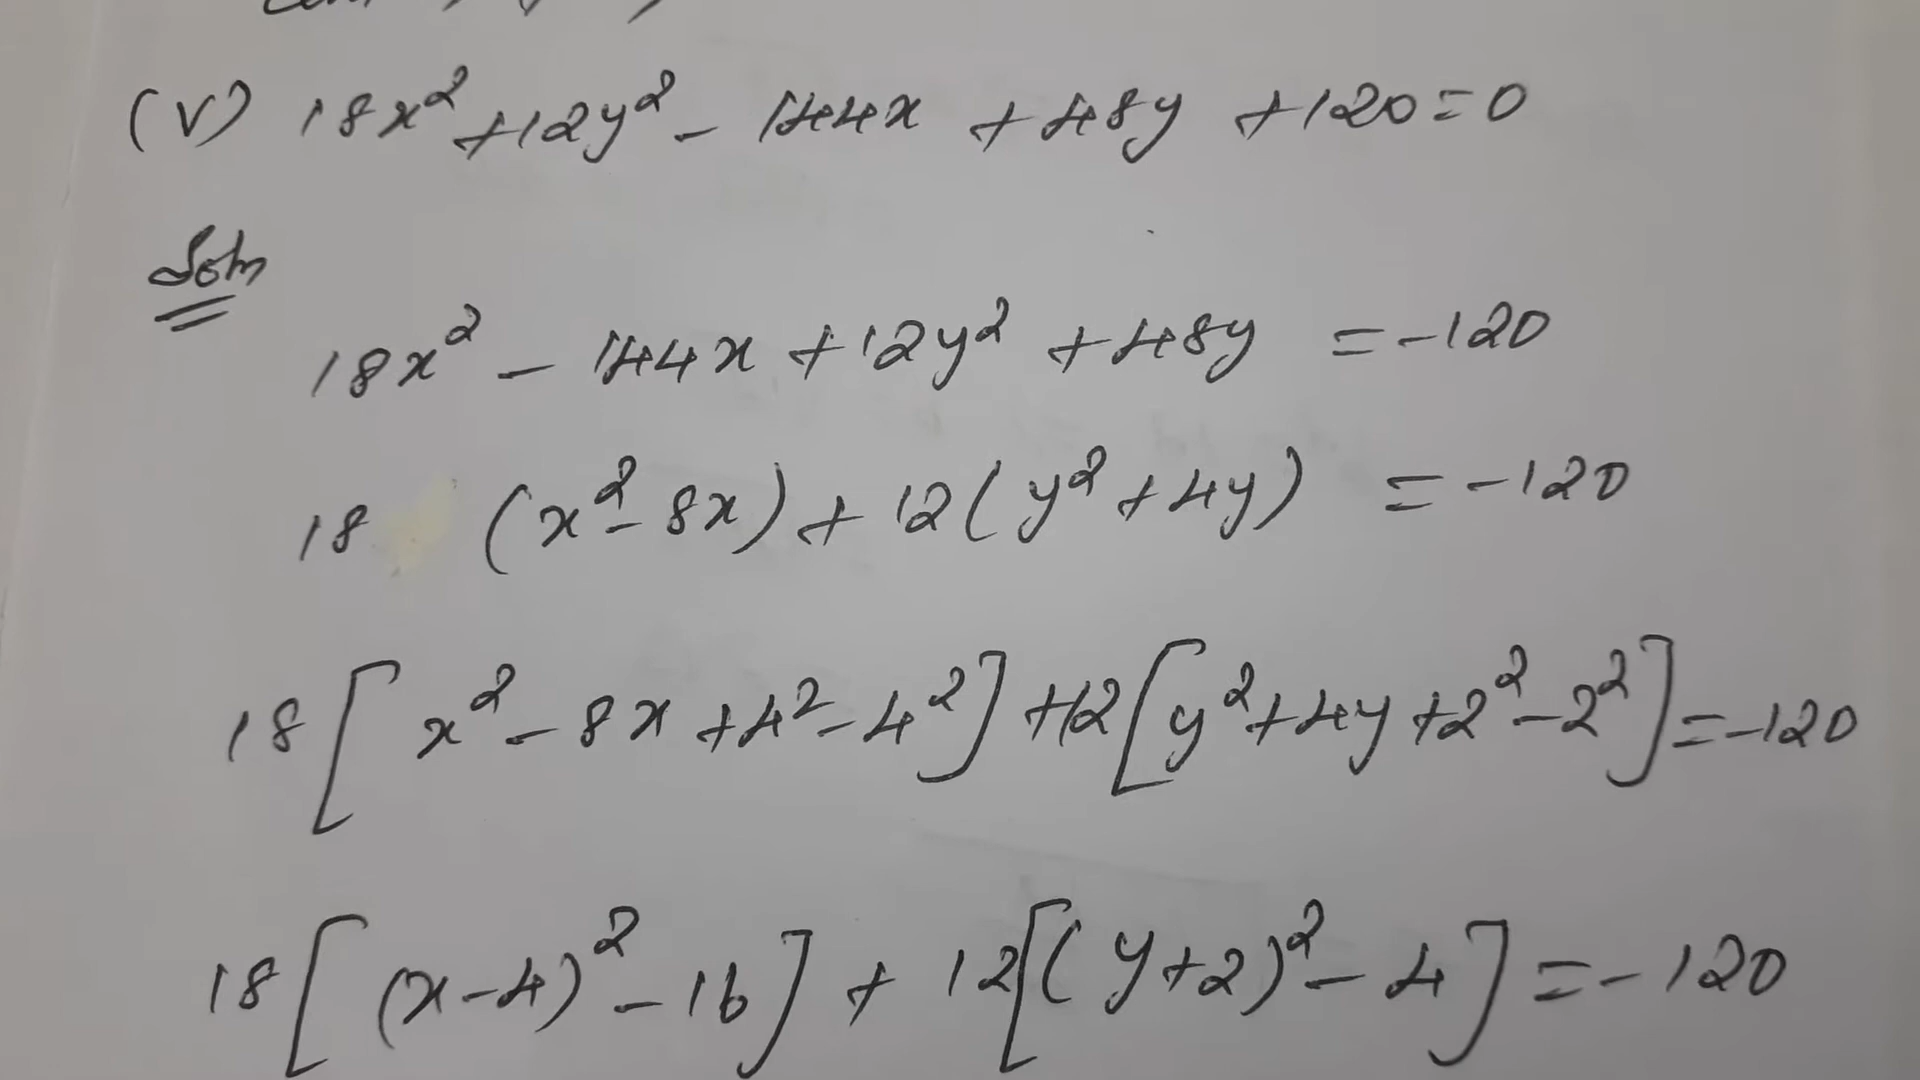 (V) 18x² +12y² - 144x + 48y +120=0
Soln
18x² - 144x +12y² +48y = -120
18 (x² - 8x) + 12(y² +4y) = -120
18[x² - 8x +4² - 4²] +12[y² +4y +2² -2²] = -120
18[(x-4)² - 16] + 12[(y+2)² - 4] = -120